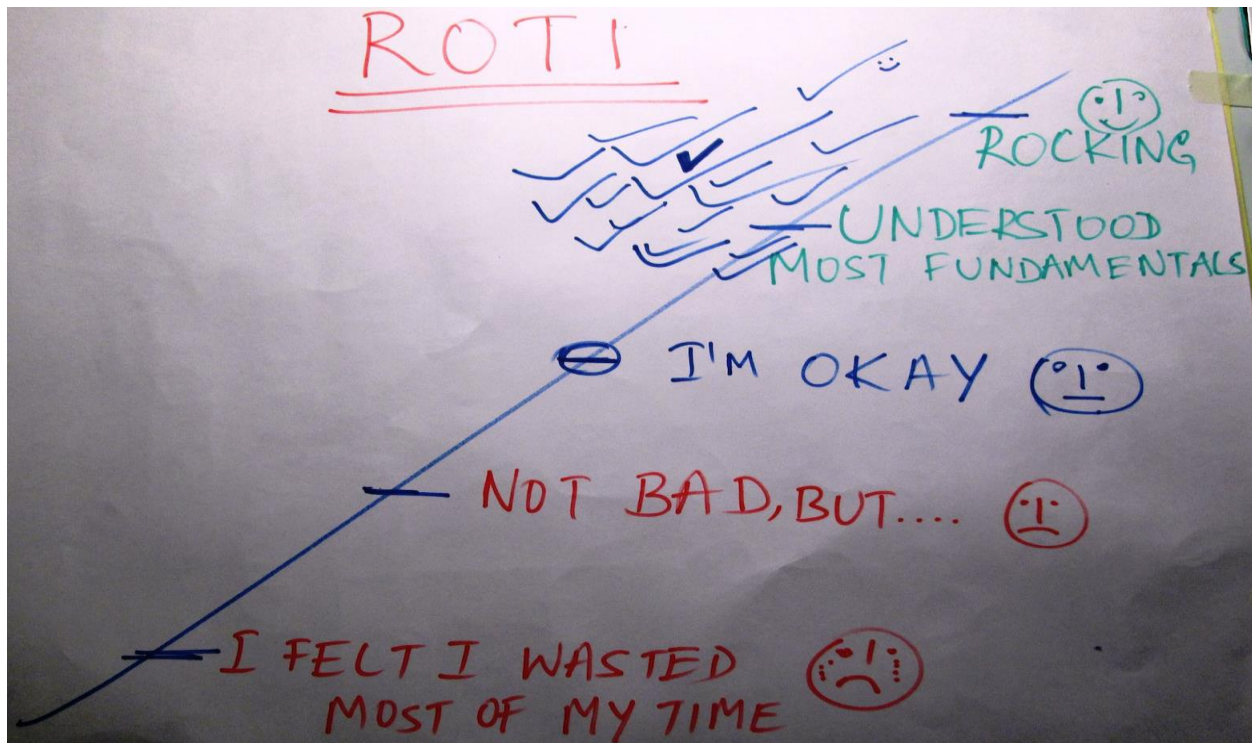 ROTI
ROCKING
UNDERSTOOD
MOST FUNDAMENTALS
I'M OKAY
NOT BAD, BUT....
I FELT I WASTED
MOST OF MY TIME